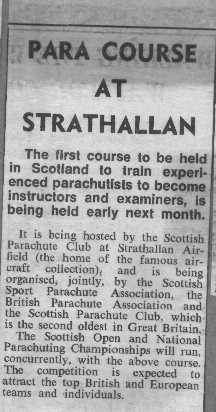 PARA COURSE
AT
STRATHALLAN
The first course to be held
in Scotland to train experi-
enced parachutists to become
instructors and examiners, is
being held early next month.
It is being hosted by the Scottish
Parachute Club at Strathallan Air-
field (the home of the famous air-
craft collection), and is being
organised, jointly, by the Scottish
Sport Parachute Association, the
British Parachute Association and
the Scottish Parachute Club, which
is the second oldest in Great Britain.
The Scottish Open and National
Parachuting Championships will run,
concurrently, with the above course.
The competition is expected to
attract the top British and European
teams and individuals.